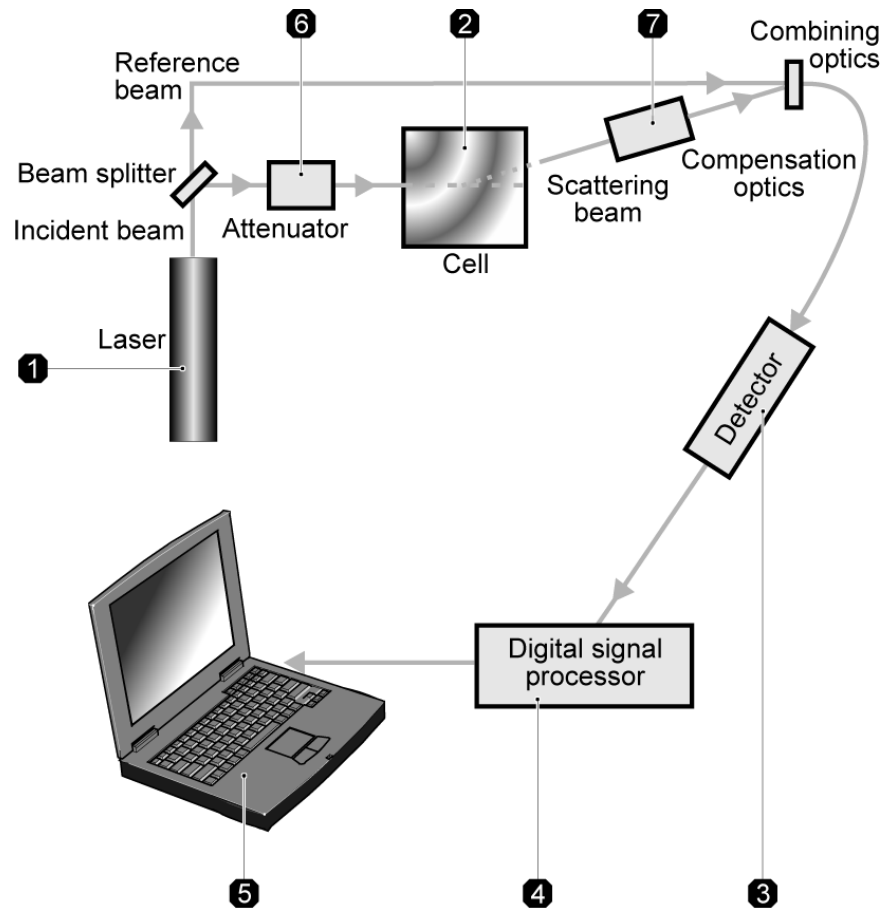 6
2
7
Combining
optics
Reference
beam
Beam splitter
Incident beam
Attenuator
Cell
Scattering
beam
Compensation
optics
Laser
1
Detector
3
Digital signal
processor
5
4